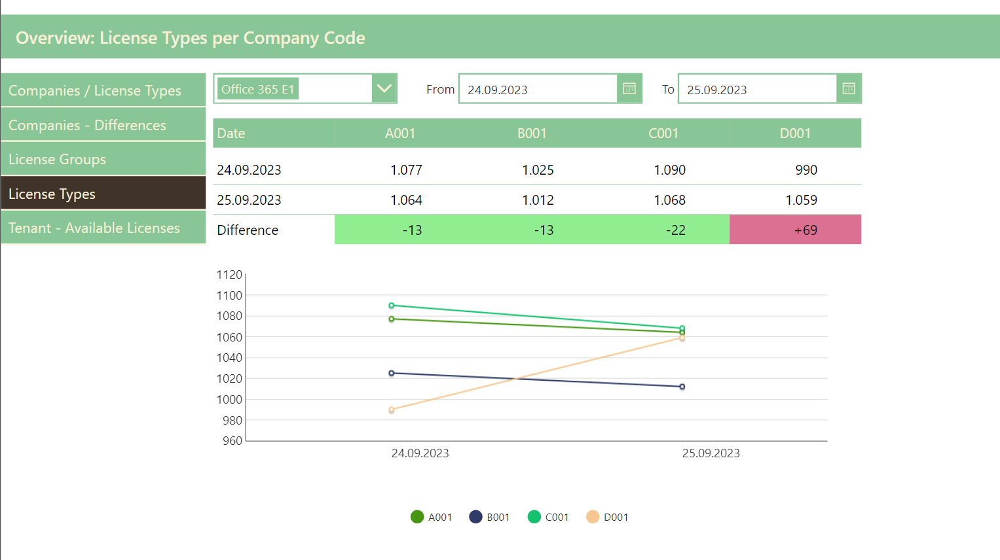 Overview: License Types per Company Code
Companies / License Types
Companies - Differences
License Groups
License Types
Tenant - Available Licenses
Office 365 E1
From 24.09.2023
To 25.09.2023
Date A001 B001 C001 D001
24.09.2023 1.077 1.025 1.090 990
25.09.2023 1.064 1.012 1.068 1.059
Difference -13 -13 -22 +69
1120
1100
1080
1060
1040
1020
1000
980
960
24.09.2023 25.09.2023
A001 B001 C001 D001